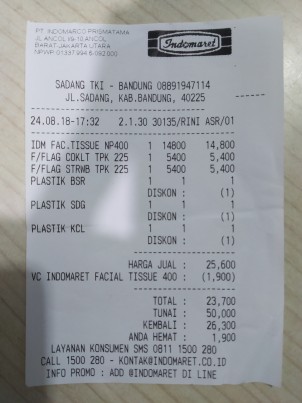 PT. INDOMARCO PRISMATAMA
JL.ANCOL I/9-10 ANCOL
BARAT-JAKARTA UTARA
NPWP 01.337.994.6-092.000
Indomaret
SADANG TKI - BANDUNG 08891947114
JL.SADANG, KAB.BANDUNG, 40225
24.08.18-17:32 2.1.30 30135/RINI ASR/01
IDM FAC.TISSUE NP400 1 14800 14,800
F/FLAG COKLT TPK 225 1 5400 5,400
F/FLAG STRWB TPK 225 1 5400 5,400
PLASTIK BSR 1 1 1
DISKON : (1)
PLASTIK SDG 1 1 1
DISKON : (1)
PLASTIK KCL 1 1 1
DISKON : (1)
HARGA JUAL : 25,600
VC INDOMARET FACIAL TISSUE 400 : (1,900)
TOTAL : 23,700
TUNAI : 50,000
KEMBALI : 26,300
ANDA HEMAT : 1,900
LAYANAN KONSUMEN SMS 0811 1500 280
CALL 1500 280 - KONTAK@INDOMARET.CO.ID
INFO PROMO : ADD @INDOMARET DI LINE